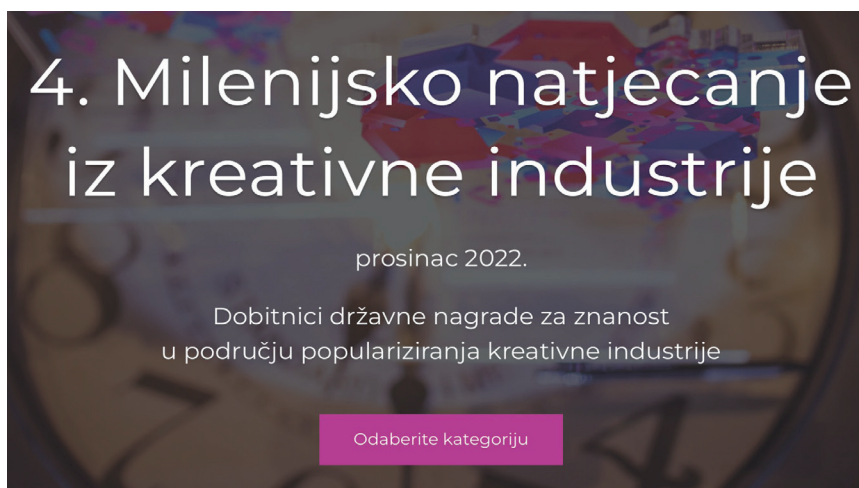 4. Milenijsko natjecanje
iz kreativne industrije
prosinac 2022.
Dobitnici državne nagrade za znanost
u području populariziranja kreativne industrije
Odaberite kategoriju